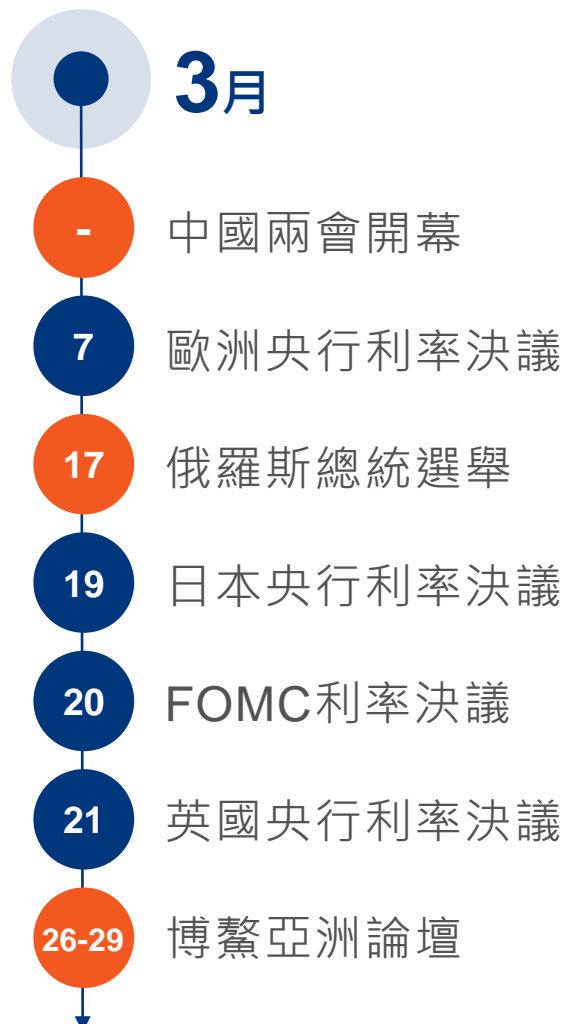 3月
- 中國兩會開幕
7 歐洲央行利率決議
17 俄羅斯總統選舉
19 日本央行利率決議
20 FOMC利率決議
21 英國央行利率決議
26-29 博鰲亞洲論壇